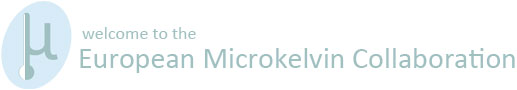 μ
welcome to the
European Microkelvin Collaboration